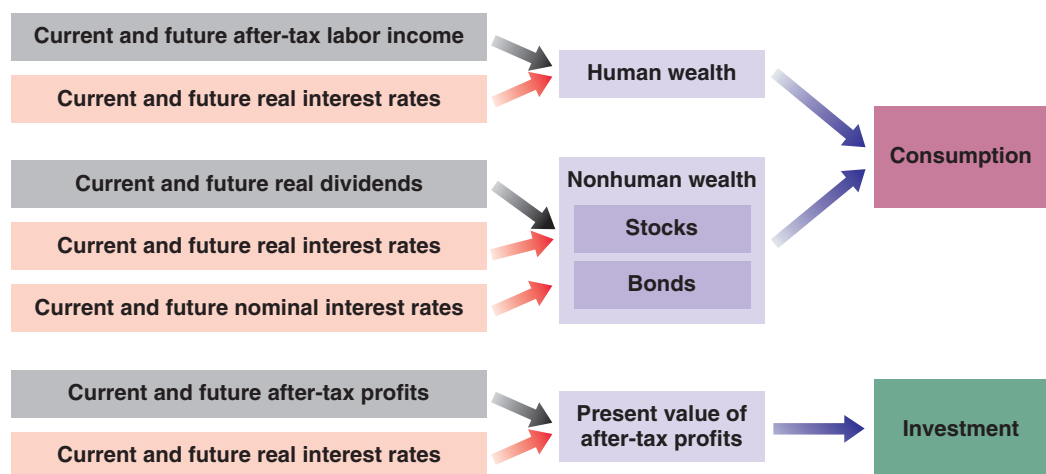 Current and future after-tax labor income
Current and future real interest rates
Human wealth
Current and future real dividends
Current and future real interest rates
Current and future nominal interest rates
Nonhuman wealth
Stocks
Bonds
Consumption
Current and future after-tax profits
Current and future real interest rates
Present value of
after-tax profits
Investment